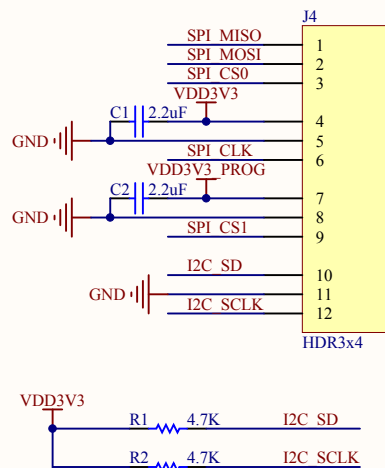 J4
SPI_MISO 1
SPI_MOSI 2
SPI_CS0 3
VDD3V3
C1 2.2uF 4
GND 5
SPI_CLK 6
VDD3V3_PROG
C2 2.2uF 7
GND 8
SPI_CS1 9
I2C_SD 10
GND 11
I2C_SCLK 12
HDR3x4
VDD3V3
R1 4.7K I2C_SD
R2 4.7K I2C_SCLK